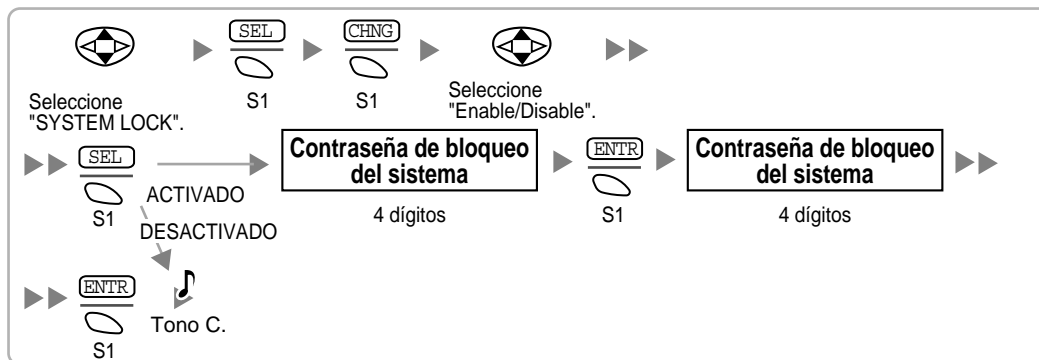 SEL
CHNG
S1
S1
Seleccione
"SYSTEM LOCK".
Seleccione
"Enable/Disable".
SEL
S1
ACTIVADO
DESACTIVADO
Contraseña de bloqueo
del sistema
4 dígitos
ENTR
S1
Contraseña de bloqueo
del sistema
4 dígitos
ENTR
S1
Tono C.